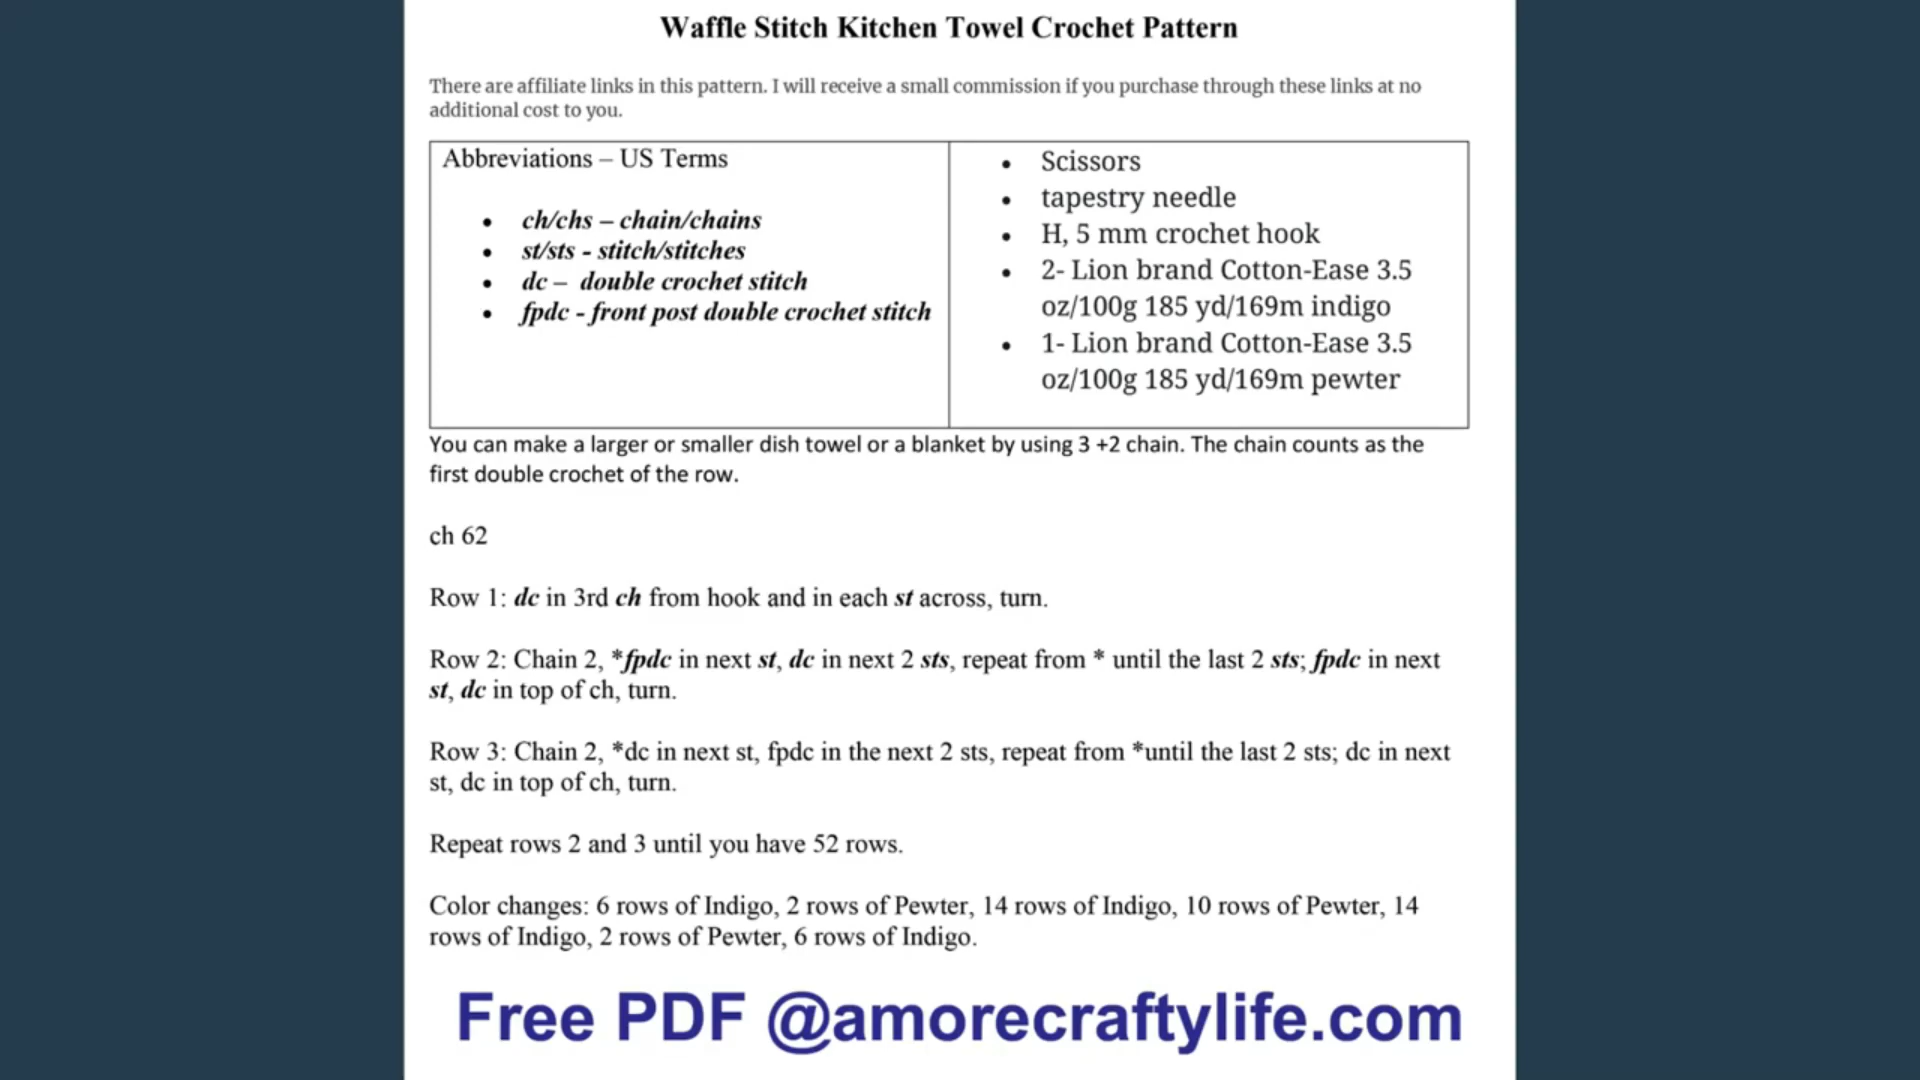 Waffle Stitch Kitchen Towel Crochet Pattern
There are affiliate links in this pattern. I will receive a small commission if you purchase through these links at no
additional cost to you.
Abbreviations – US Terms
• ch/chs – chain/chains
• st/sts - stitch/stitches
• dc – double crochet stitch
• fpdc - front post double crochet stitch
• Scissors
• tapestry needle
• H, 5 mm crochet hook
• 2- Lion brand Cotton-Ease 3.5
oz/100g 185 yd/169m indigo
• 1- Lion brand Cotton-Ease 3.5
oz/100g 185 yd/169m pewter
You can make a larger or smaller dish towel or a blanket by using 3 +2 chain. The chain counts as the
first double crochet of the row.
ch 62
Row 1: dc in 3rd ch from hook and in each st across, turn.
Row 2: Chain 2, *fpdc in next st, dc in next 2 sts, repeat from * until the last 2 sts; fpdc in next
st, dc in top of ch, turn.
Row 3: Chain 2, *dc in next st, fpdc in the next 2 sts, repeat from *until the last 2 sts; dc in next
st, dc in top of ch, turn.
Repeat rows 2 and 3 until you have 52 rows.
Color changes: 6 rows of Indigo, 2 rows of Pewter, 14 rows of Indigo, 10 rows of Pewter, 14
rows of Indigo, 2 rows of Pewter, 6 rows of Indigo.
Free PDF @amorecraftylife.com